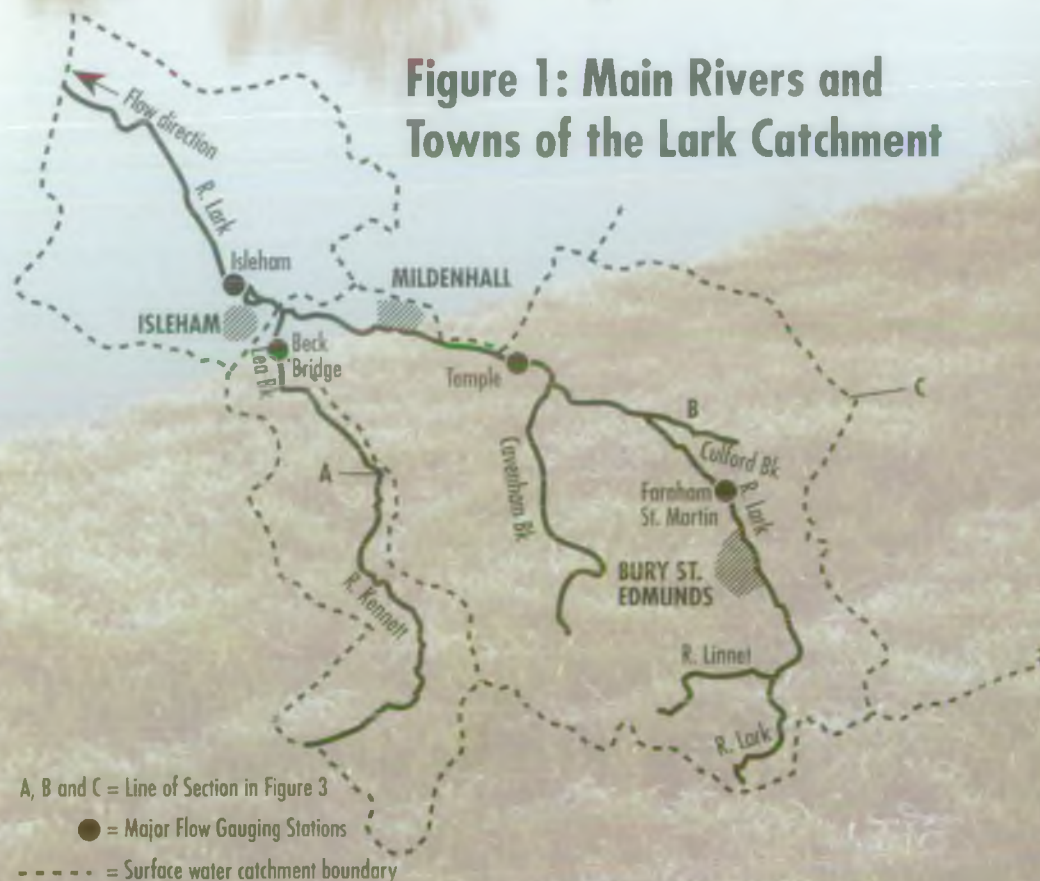 Figure 1: Main Rivers and
Towns of the Lark Catchment
Flow direction
R. Lark
Isleham
MILDENHALL
ISLEHAM
Beck
Bridge
Lea Bk
Temple
C
B
Culford Bk
A
Cavenham Bk
Farnham
St. Martin
R. Lark
BURY ST.
EDMUNDS
R. Kennett
R. Linnet
R. Lark
A, B and C = Line of Section in Figure 3
= Major Flow Gauging Stations
= Surface water catchment boundary